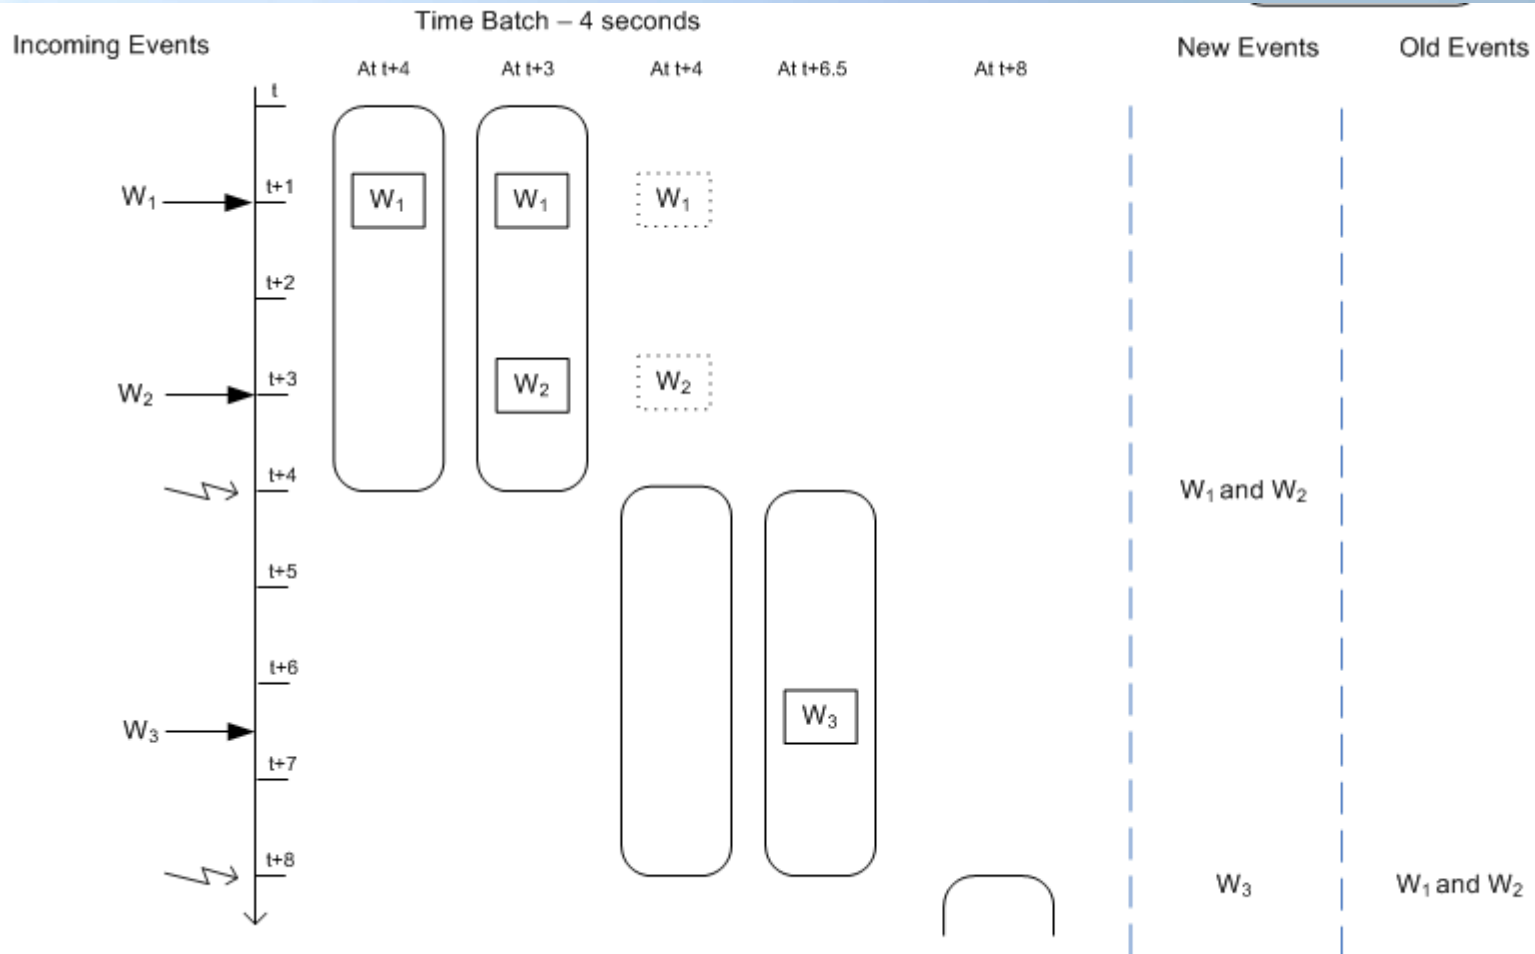 Time Batch – 4 seconds
Incoming Events
New Events Old Events
At t+4 At t+3 At t+4 At t+6.5 At t+8
t
W₁ t+1 W₁ W₁ W₁
t+2
W₂ t+3 W₂ W₂
t+4 W₁ and W₂
t+5
t+6
W₃ W₃
t+7
t+8 W₃ W₁ and W₂